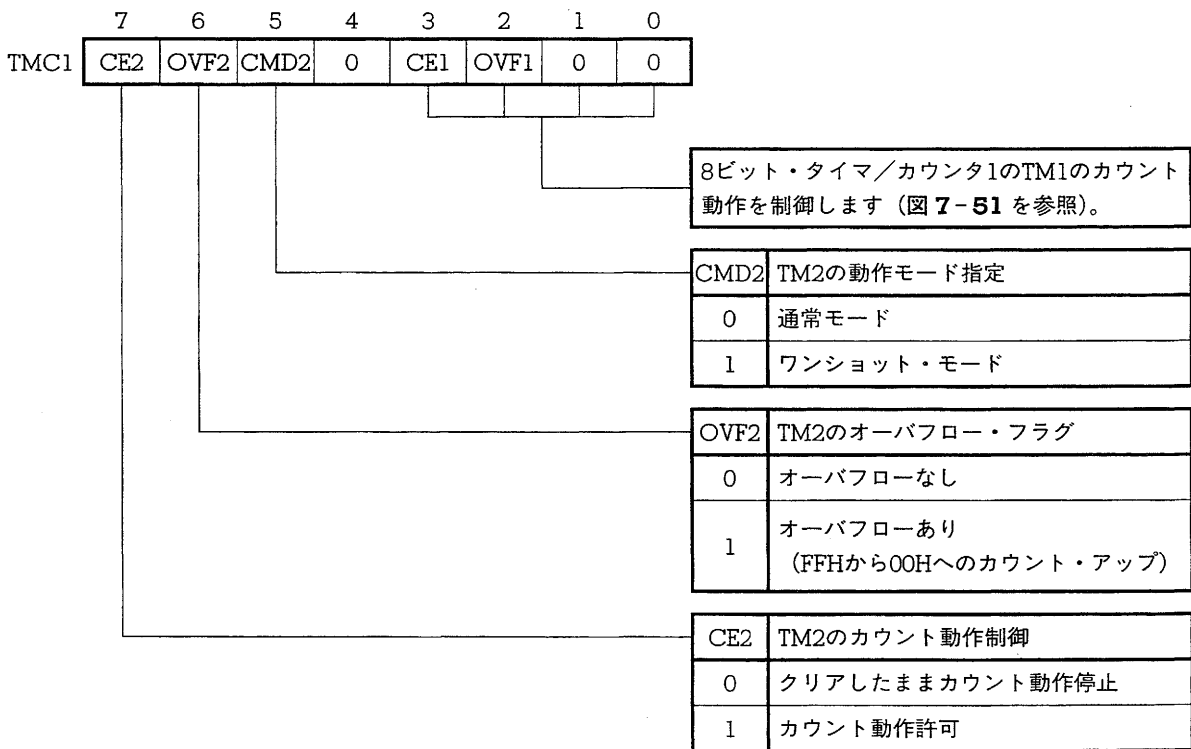 7 6 5 4 3 2 1 0
TMC1 CE2 OVF2 CMD2 0 CE1 OVF1 0 0
8ビット・タイマ／カウンタ1のTM1のカウント
動作を制御します（図 7-51 を参照）。
CMD2 TM2の動作モード指定
0 通常モード
1 ワンショット・モード
OVF2 TM2のオーバフロー・フラグ
0 オーバフローなし
1 オーバフローあり
（FFHから00Hへのカウント・アップ）
CE2 TM2のカウント動作制御
0 クリアしたままカウント動作停止
1 カウント動作許可